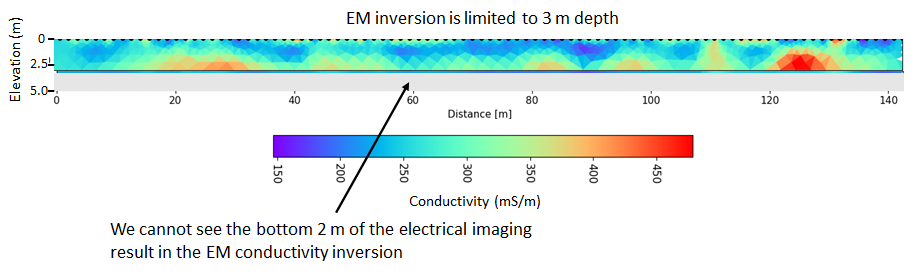 EM inversion is limited to 3 m depth
Elevation (m)
0
2.5
5.0
0 20 40 60 80 100 120 140
Distance [m]
150 200 250 300 350 400 450
Conductivity (mS/m)
We cannot see the bottom 2 m of the electrical imaging
result in the EM conductivity inversion